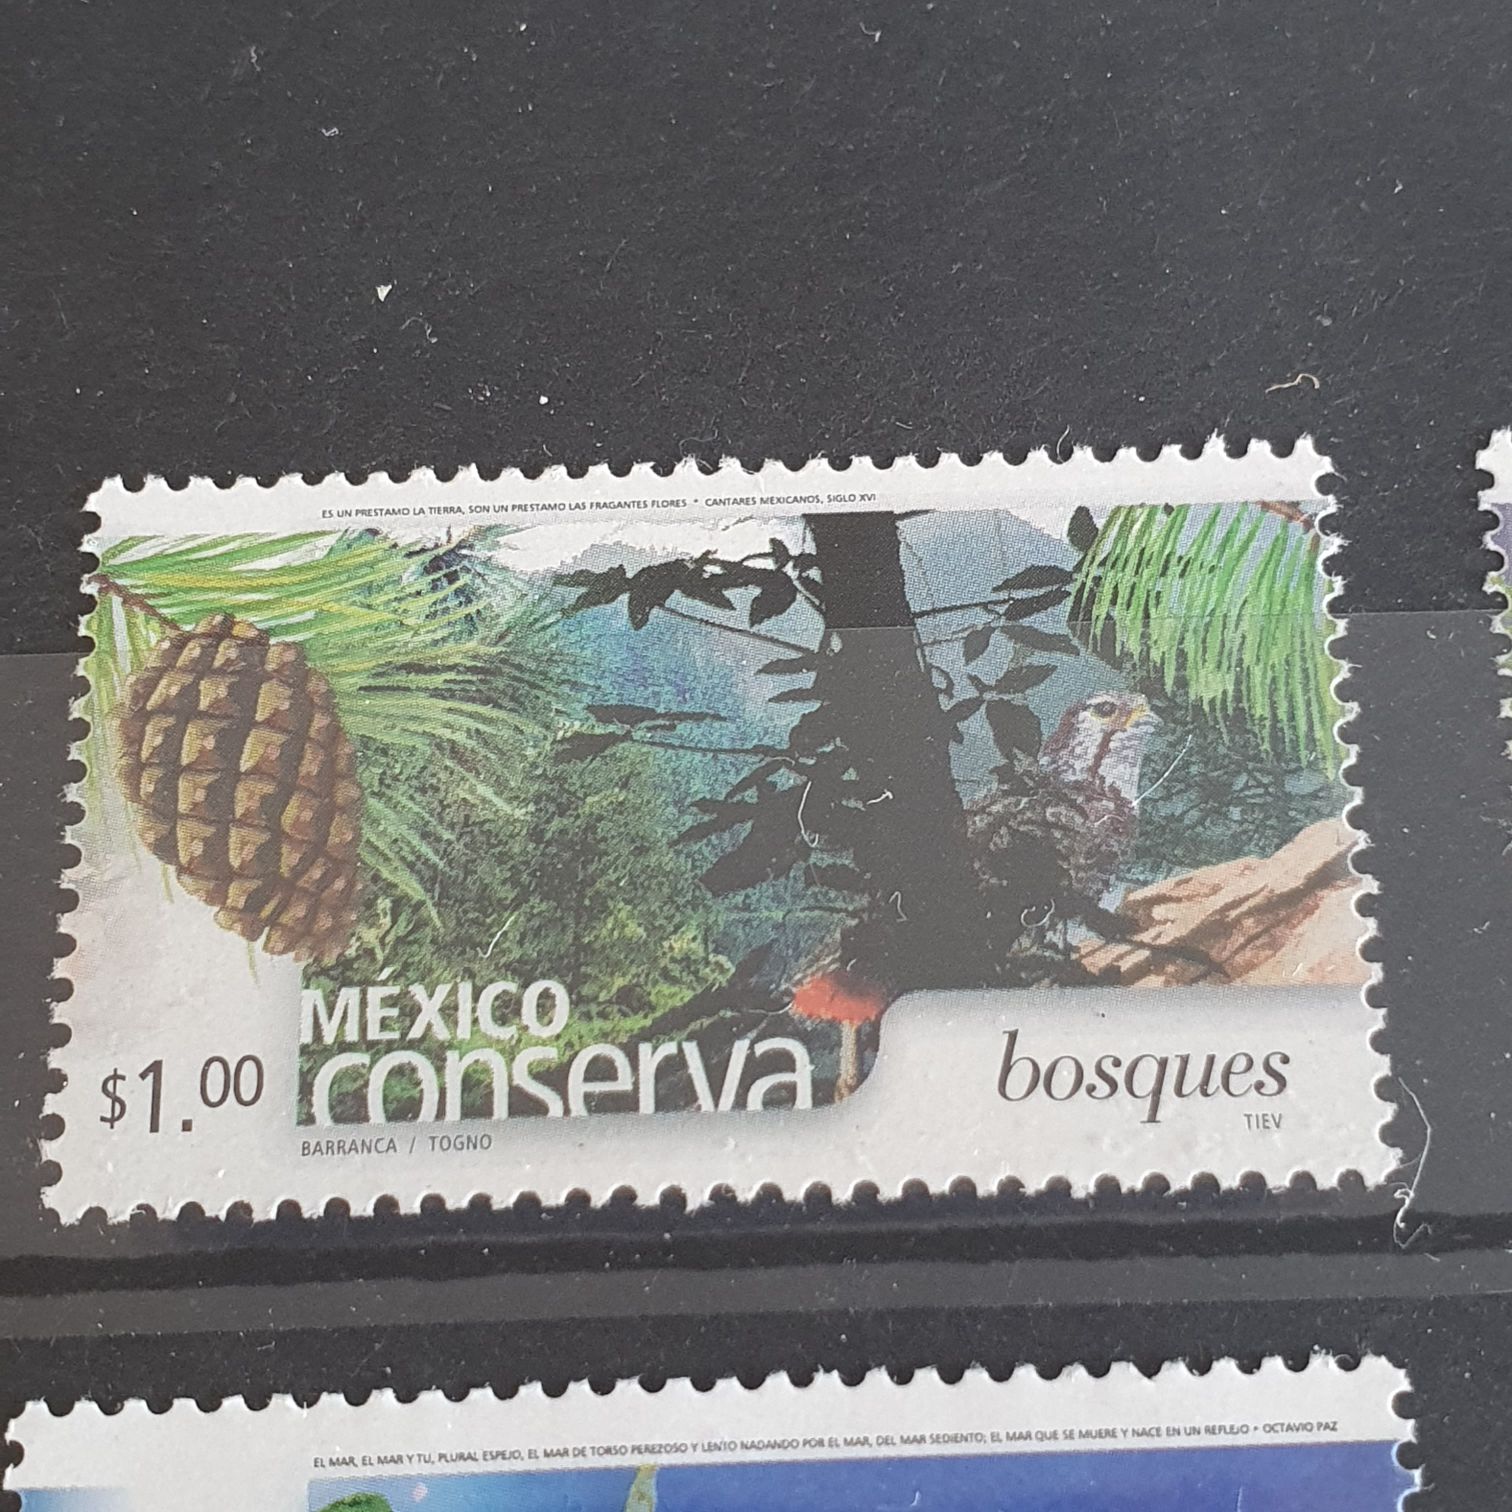 ES UN PRESTAMO LA TIERRA, SON UN PRESTAMO LAS FRAGANTES FLORES * CANTARES MEXICANOS, SIGLO XVI
MÉXICO
conserva
$1.00
bosques
TIEV
BARRANCA / TOGNO
EL MAR, EL MAR Y TU, PLURAL ESPEJO, EL MAR DE TORSO PEREZOSO Y LENTO NADANDO POR EL MAR, DEL MAR SEDIENTO; EL MAR QUE SE MUERE Y NACE EN UN REFLEJO * OCTAVIO PAZ